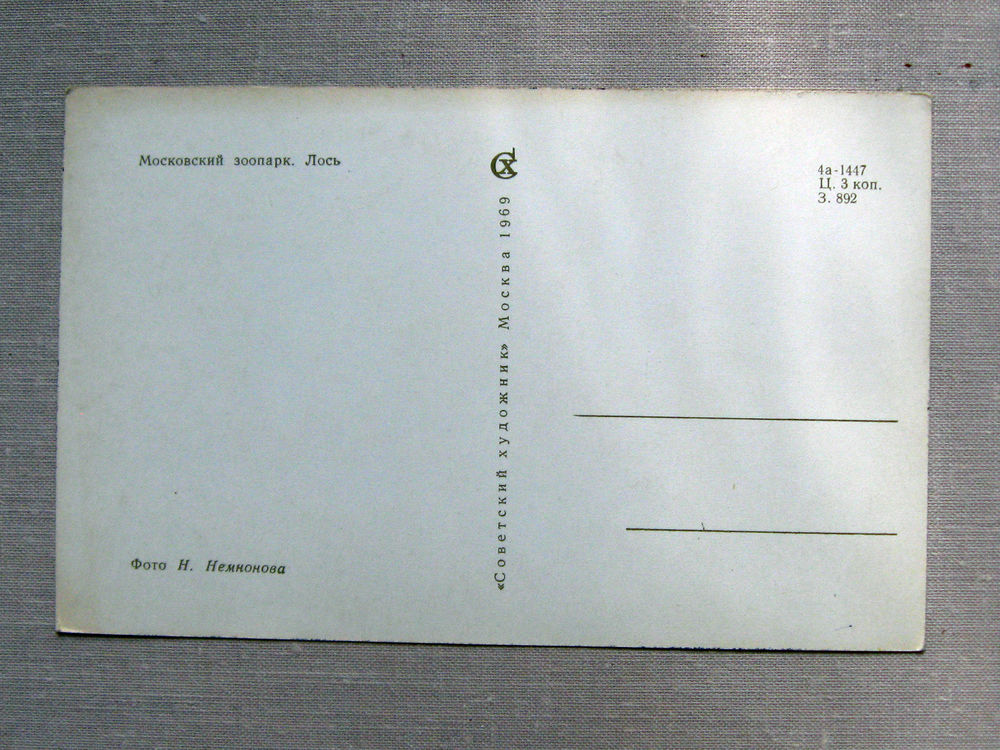 Московский зоопарк. Лось
Фото Н. Немнонова
СХ
«Советский художник» Москва 1969
4а-1447
Ц. 3 коп.
З. 892